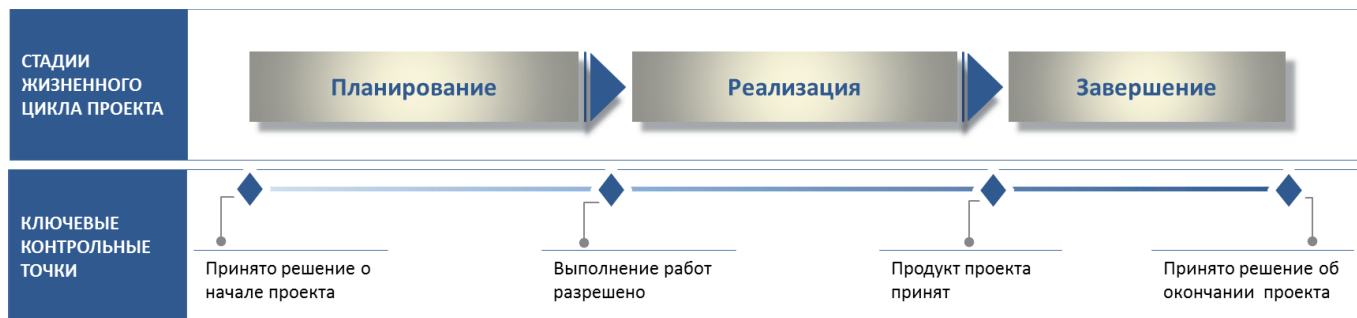 СТАДИИ
ЖИЗНЕННОГО
ЦИКЛА ПРОЕКТА
Планирование
Реализация
Завершение
КЛЮЧЕВЫЕ
КОНТРОЛЬНЫЕ
ТОЧКИ
Принято решение о
начале проекта
Выполнение работ
разрешено
Продукт проекта
принят
Принято решение об
окончании проекта